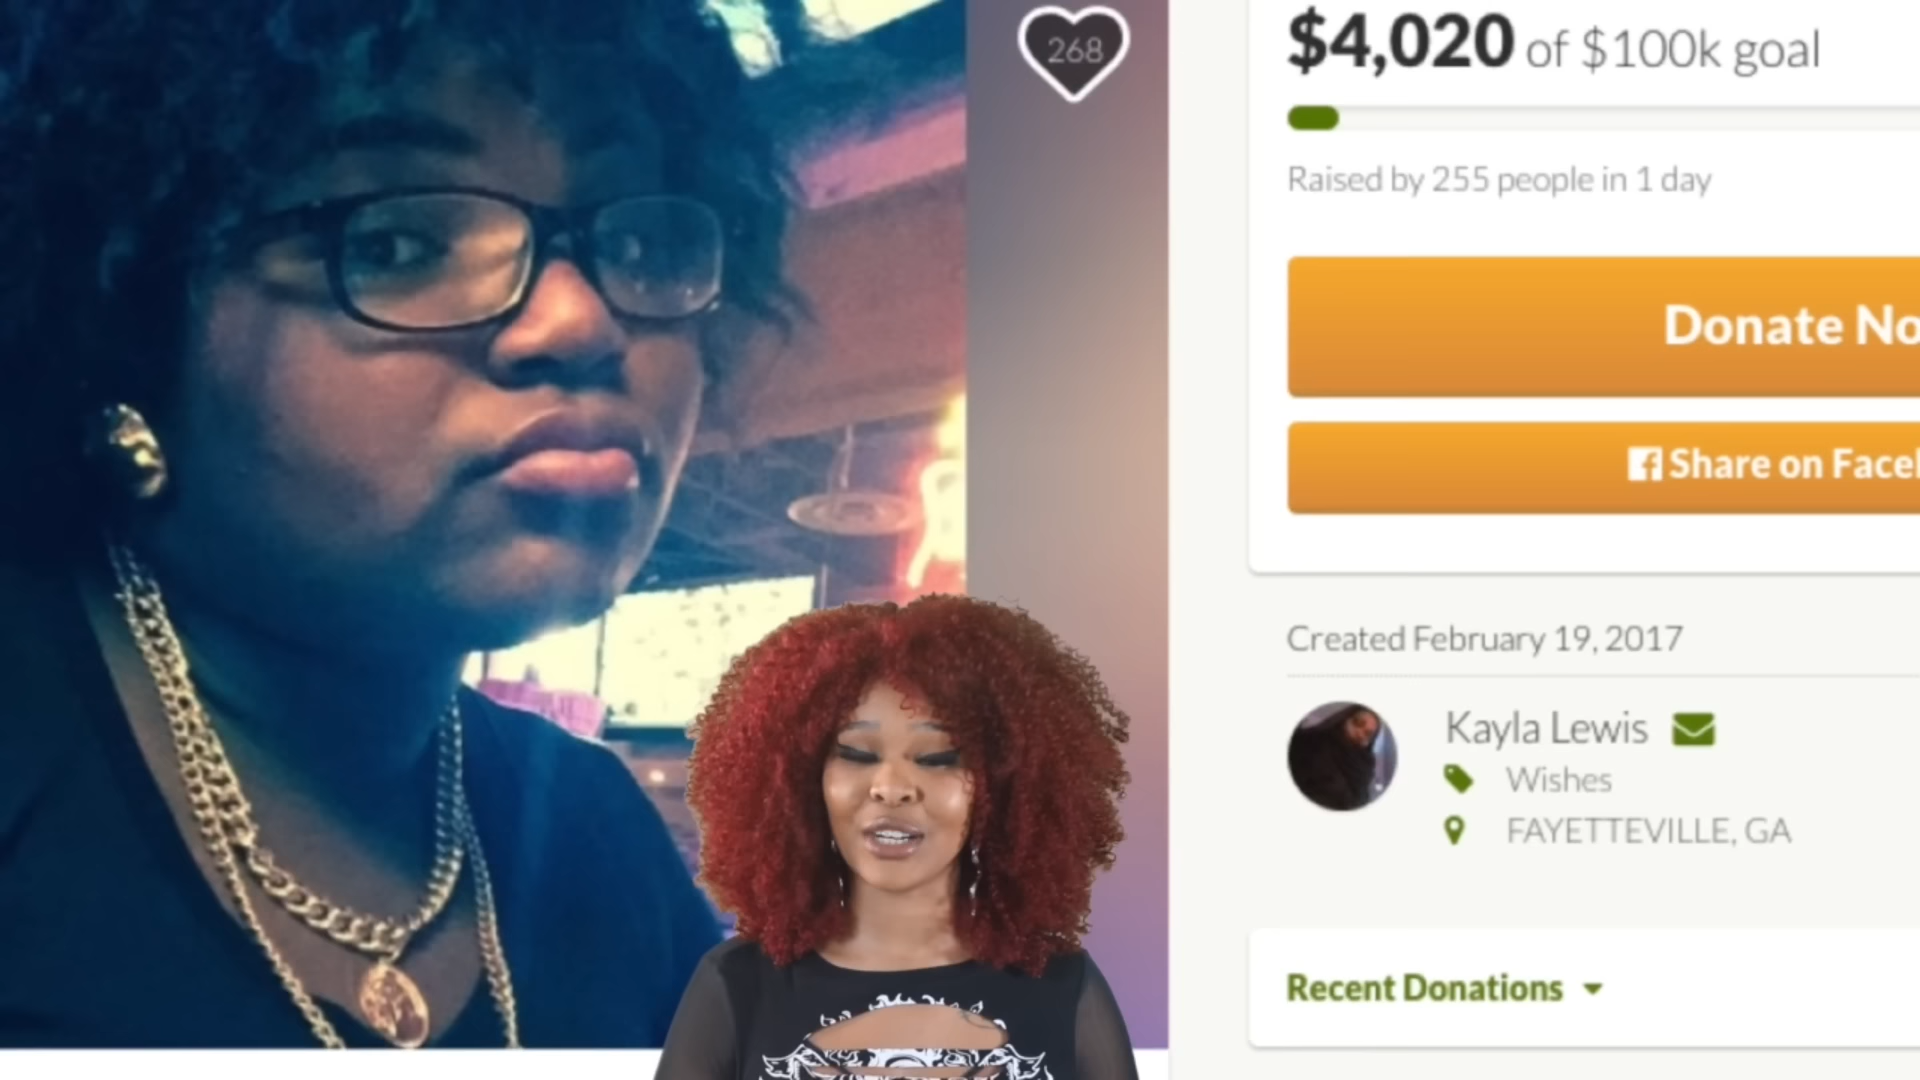 268
$4,020 of $100k goal
Raised by 255 people in 1 day
Donate No
Share on Face
Created February 19, 2017
Kayla Lewis
Wishes
FAYETTEVILLE, GA
Recent Donations